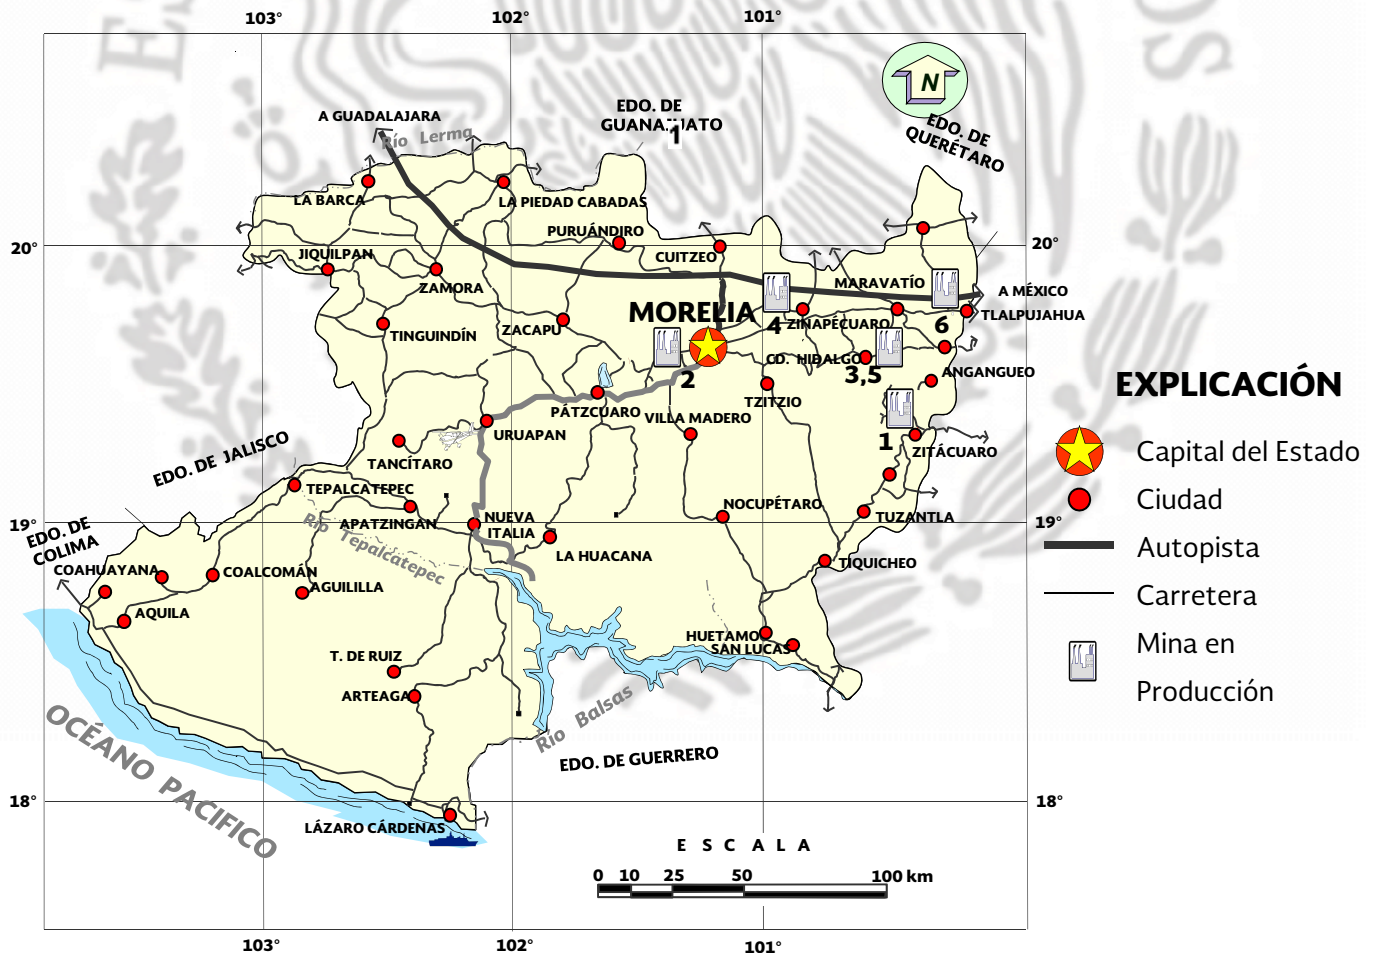 103°
102°
101°
N
A GUADALAJARA
Río Lerma
EDO. DE
GUANAJUATO
1
EDO. DE
QUERÉTARO
LA BARCA
LA PIEDAD CABADAS
PURUÁNDIRO
20°
20°
JIQUILPAN
CUITZEO
ZAMORA
MARAVATÍO
A MÉXICO
MORELIA
TLALPUJAHUA
TINGUINDÍN
ZACAPU
4
ZINAPÉCUARO
6
CD. HIDALGO
2
3,5
ANGANGUEO
TZITZIO
EXPLICACIÓN
PÁTZCUARO
VILLA MADERO
URUAPAN
1
ZITÁCUARO
Capital del Estado
EDO. DE JALISCO
TANCÍTARO
TEPALCATEPEC
NOCUPÉTARO
Ciudad
APATZINGÁN
NUEVA
ITALIA
TUZANTLA
19°
19°
EDO. DE
COLIMA
Río Tepalcatepec
LA HUACANA
Autopista
COAHUAYANA
COALCOMÁN
AGUILILLA
TIQUICHEO
Carretera
AQUILA
HUETAMO
SAN LUCAS
Mina en
Producción
T. DE RUIZ
ARTEAGA
OCÉANO PACIFICO
Río Balsas
EDO. DE GUERRERO
18°
18°
LÁZARO CÁRDENAS
E S C A L A
0 10 25 50 100 km
103°
102°
101°